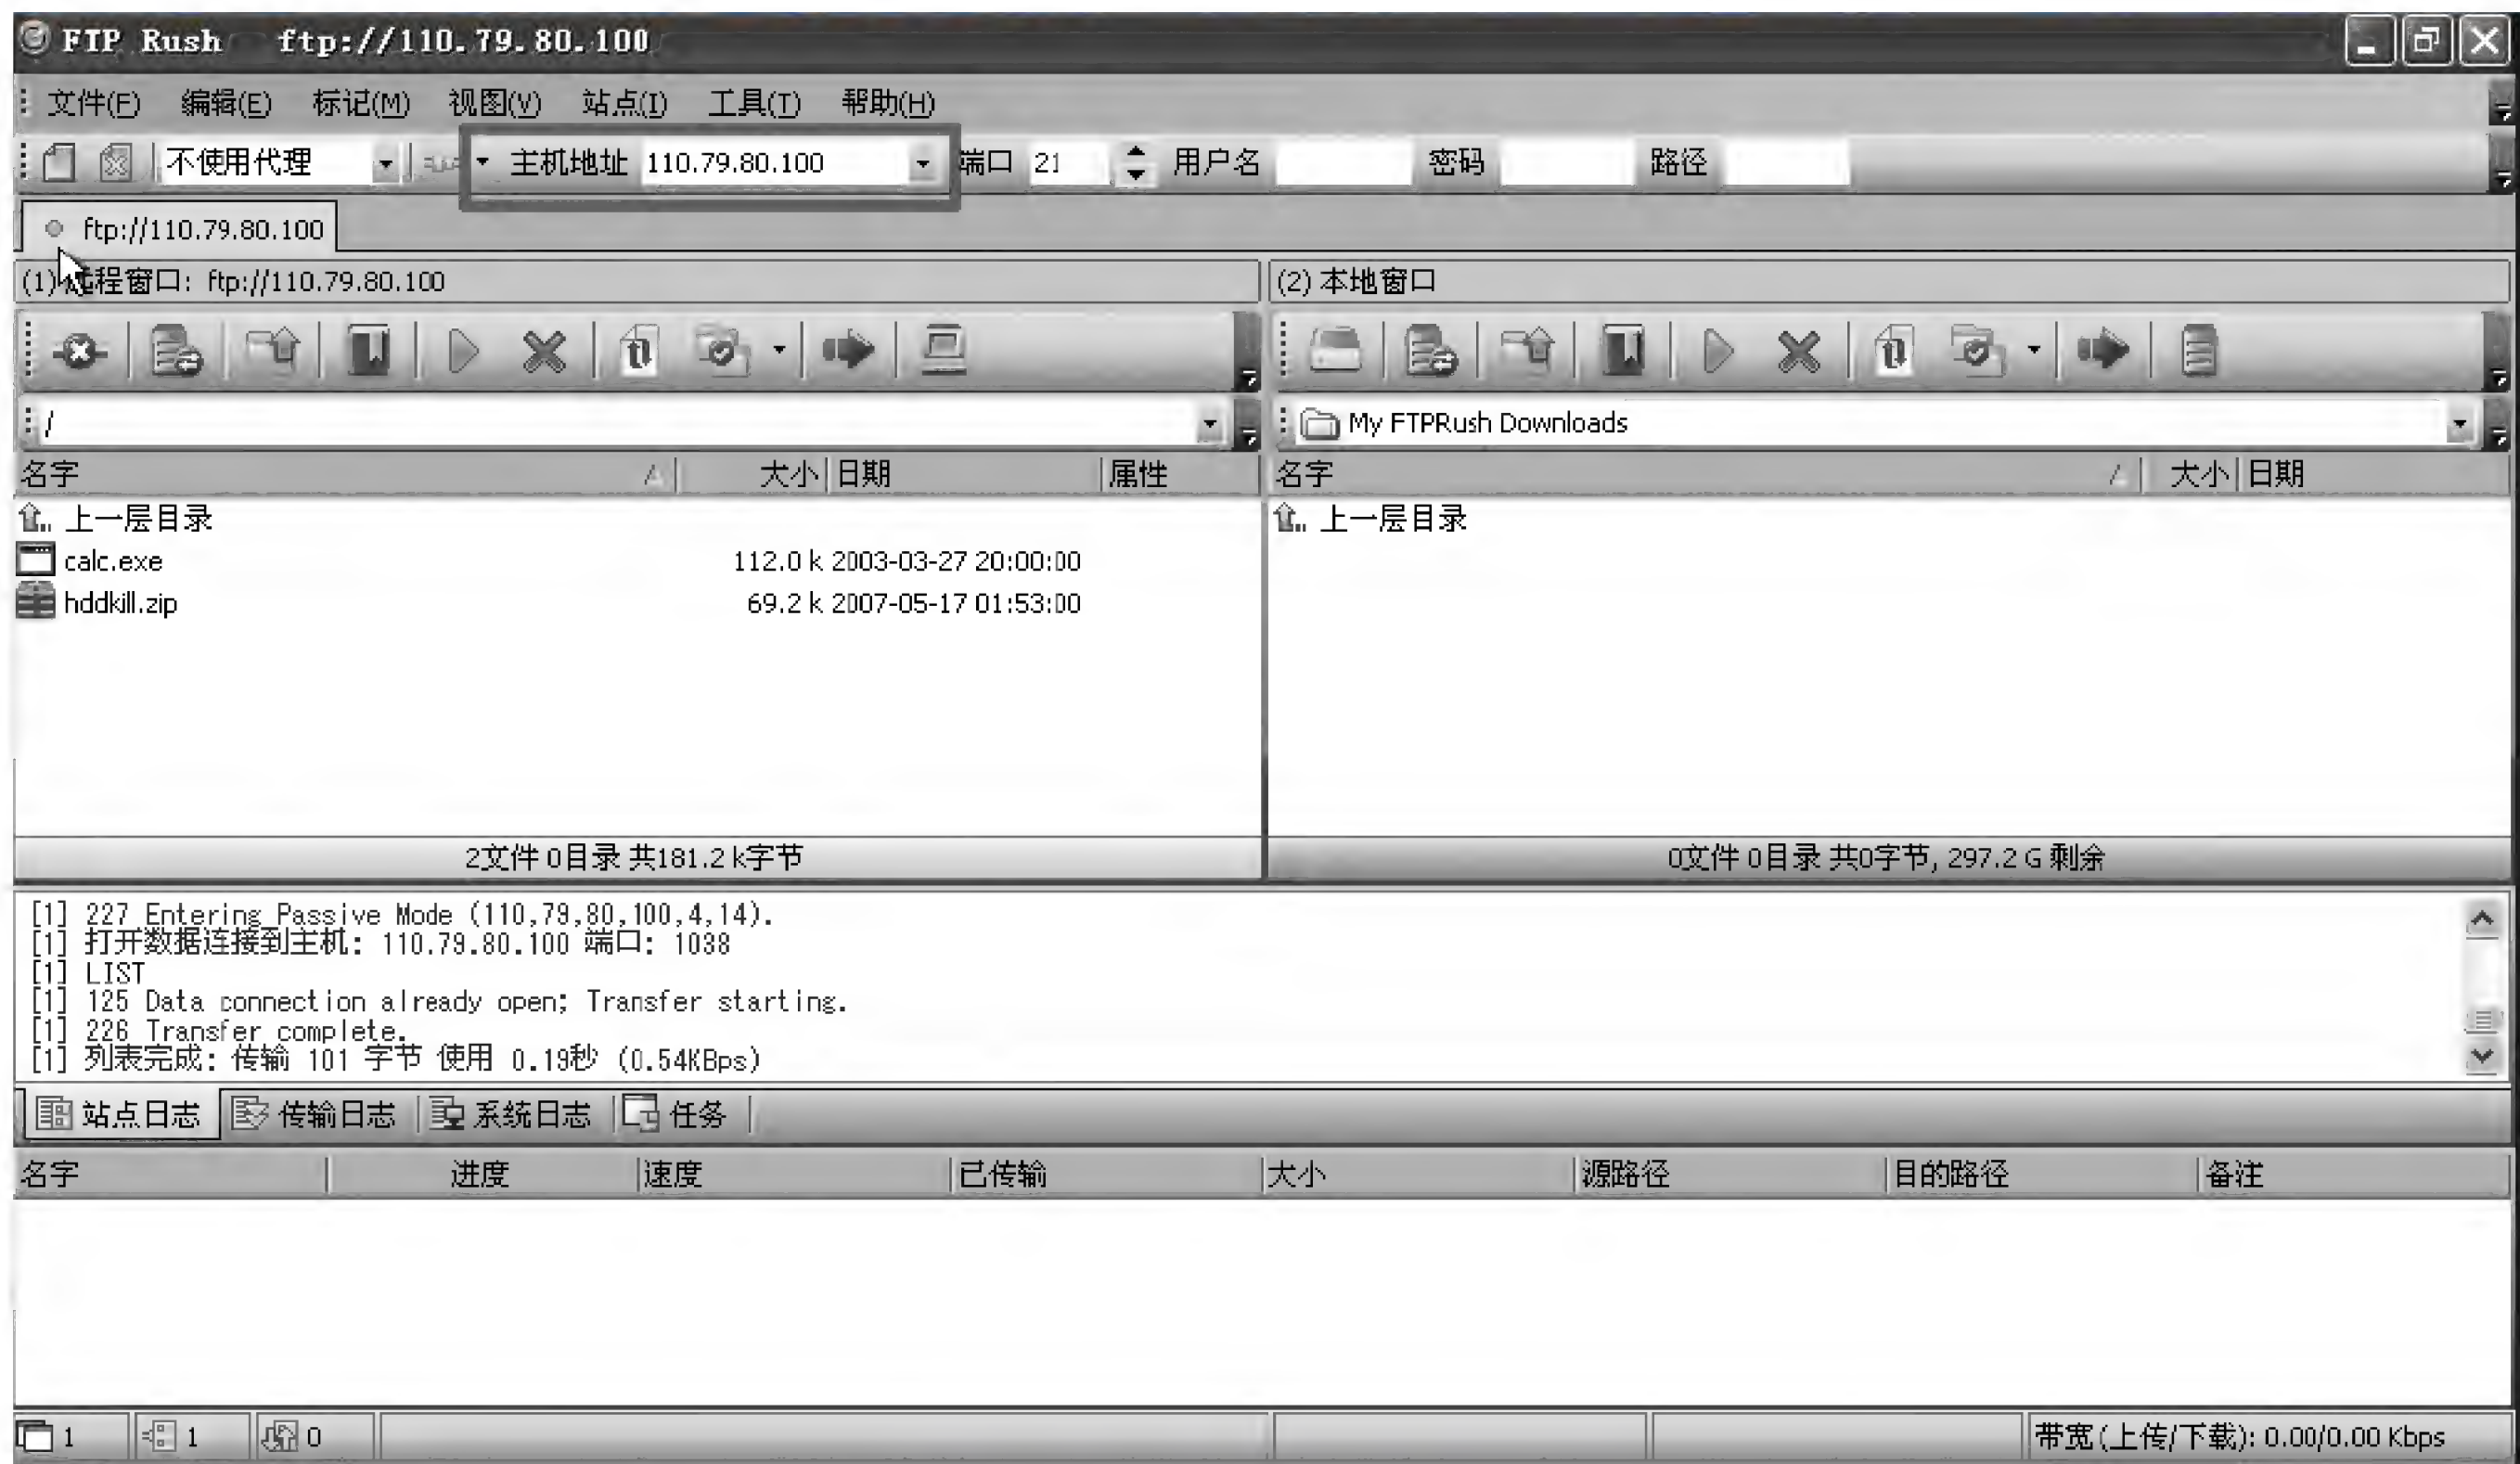 FTP Rush ftp://110.79.80.100
文件(F) 编辑(E) 标记(M) 视图(V) 站点(I) 工具(T) 帮助(H)
不使用代理 主机地址 110.79.80.100 端口 21 用户名 密码 路径
ftp://110.79.80.100
(1) 程窗口: ftp://110.79.80.100
(2) 本地窗口
/
My FTPRush Downloads
名字 大小 日期 属性
名字 大小 日期
上一层目录
上一层目录
calc.exe 112.0 k 2003-03-27 20:00:00
hddkill.zip 69.2 k 2007-05-17 01:53:00
2文件 0目录 共181.2 k字节
0文件 0目录 共0字节, 297.2 G 剩余
[1] 227 Entering Passive Mode (110,79,80,100,4,14).
[1] 打开数据连接到主机: 110.79.80.100 端口: 1038
[1] LIST
[1] 125 Data connection already open; Transfer starting.
[1] 226 Transfer complete.
[1] 列表完成: 传输 101 字节 使用 0.19秒 (0.54KBps)
站点日志 传输日志 系统日志 任务
名字 进度 速度 已传输 大小 源路径 目的路径 备注
1 1 0 带宽(上传/下载): 0.00/0.00 Kbps